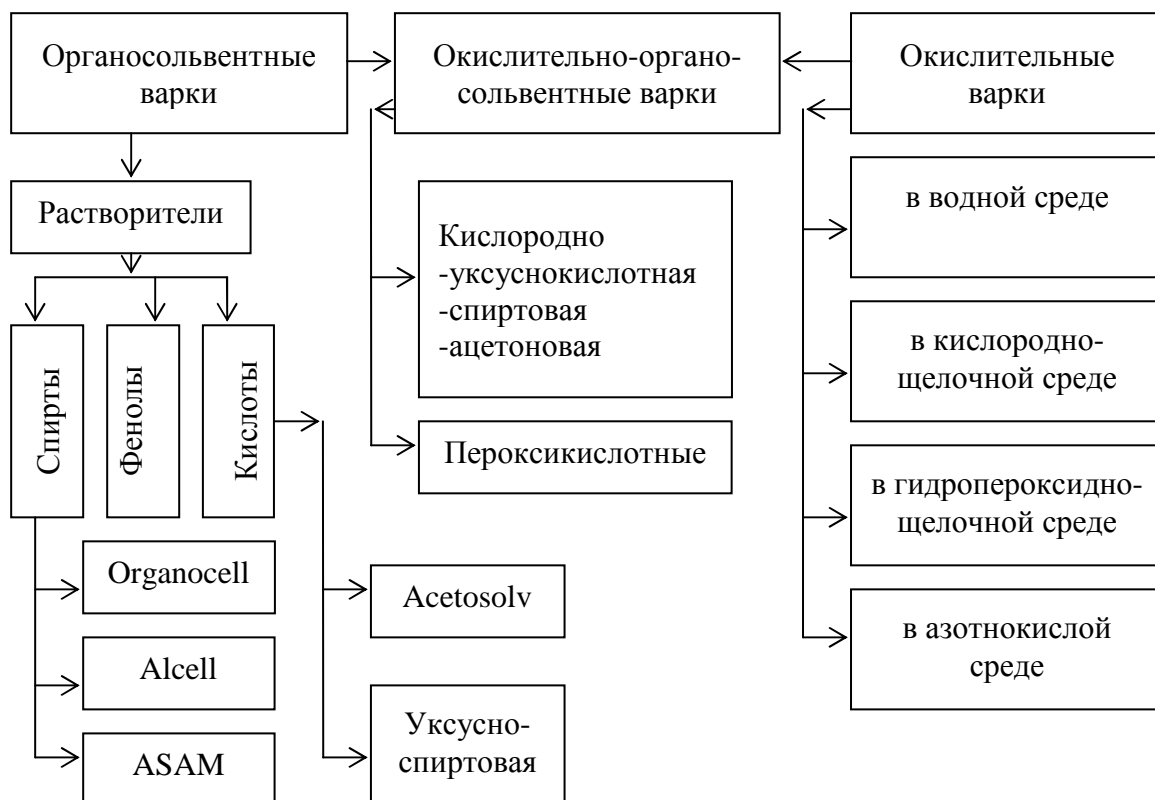 Органосольвентные
варки
Окислительно-органо-
сольвентные варки
Окислительные
варки
Растворители
Спирты
Фенолы
Кислоты
Organocell
Alcell
ASAM
Acetosolv
Уксусно-
спиртовая
Кислородно
-уксуснокислотная
-спиртовая
-ацетоновая
Пероксикислотные
в водной среде
в кислородно-
щелочной среде
в гидропероксидно-
щелочной среде
в азотнокислой
среде